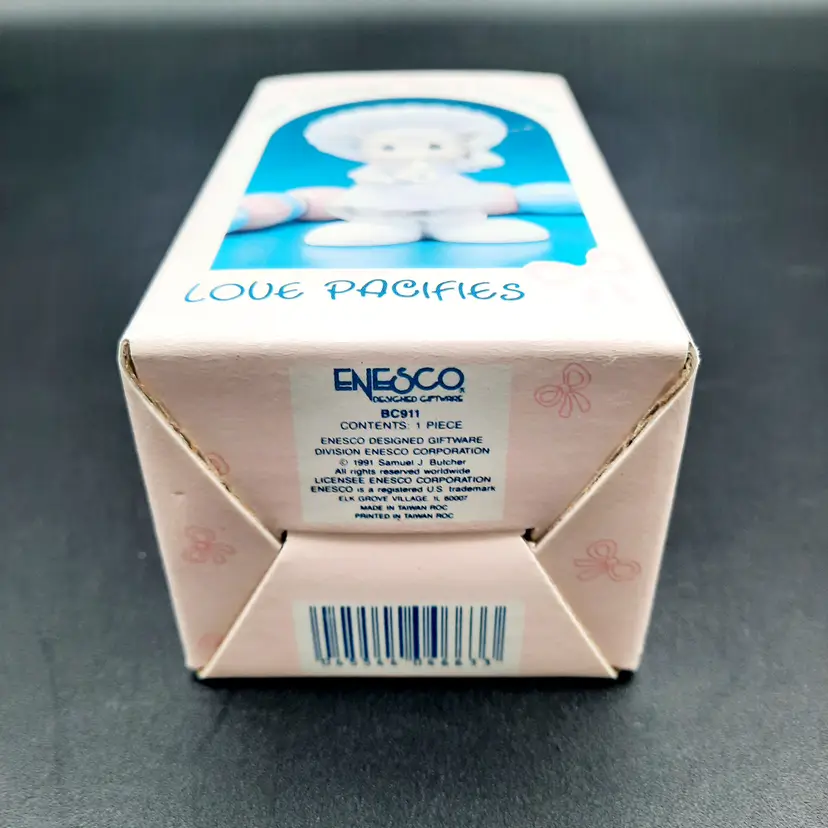 LOVE PACIFIES
ENESCO®
DESIGNED GIFTWARE
BC911
CONTENTS: 1 PIECE
ENESCO DESIGNED GIFTWARE
DIVISION ENESCO CORPORATION
© 1991 Samuel J. Butcher
All rights reserved worldwide
LICENSEE ENESCO CORPORATION
ENESCO is a registered U.S. trademark
ELK GROVE VILLAGE, IL 60007
MADE IN TAIWAN ROC
PRINTED IN TAIWAN ROC